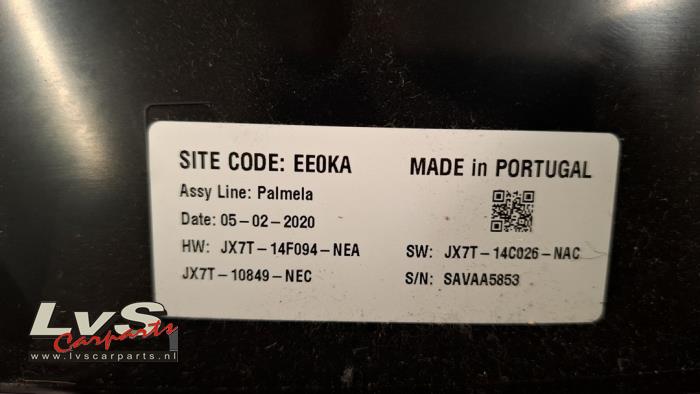 SITE CODE: EE0KA
MADE in PORTUGAL
Assy Line: Palmela
Date: 05-02-2020
HW: JX7T-14F094-NEA
SW: JX7T-14C026-NAC
JX7T-10849-NEC
S/N: SAVAA5853
LvS
Carparts
www.lvscarparts.nl